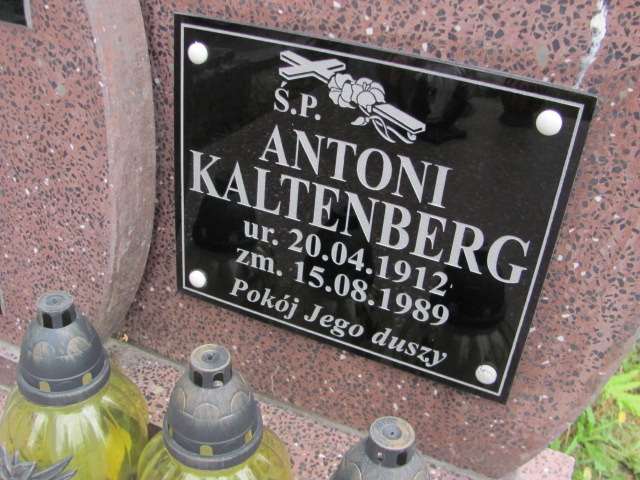 Ś.P.
ANTONI
KALTENBERG
ur. 20.04.1912
zm. 15.08.1989
Pokój Jego duszy